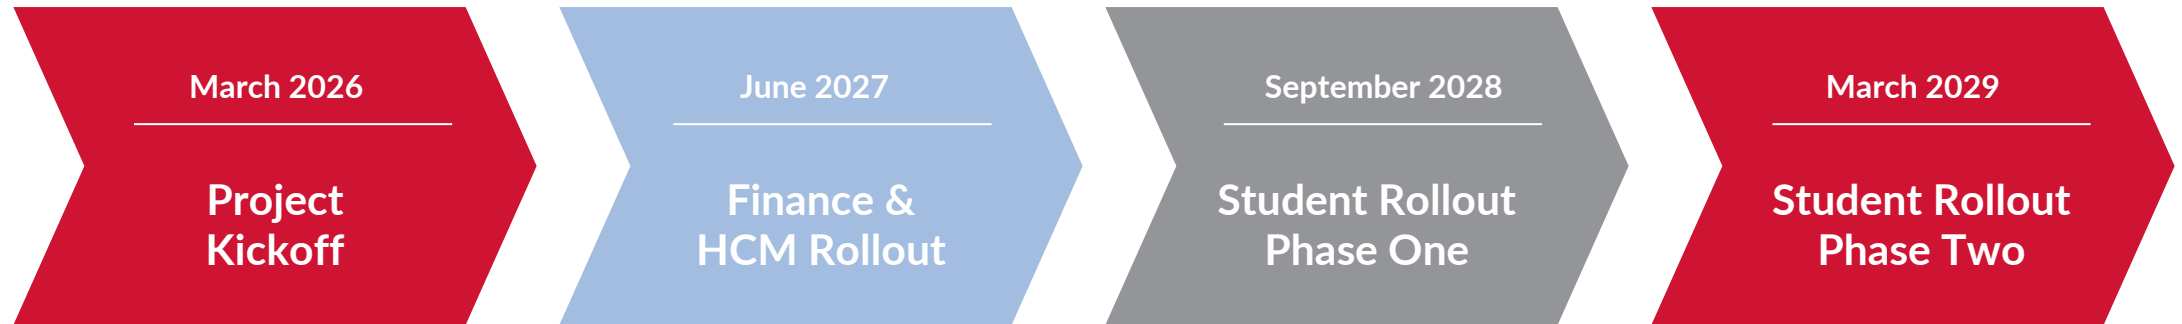 March 2026
Project
Kickoff
June 2027
Finance &
HCM Rollout
September 2028
Student Rollout
Phase One
March 2029
Student Rollout
Phase Two